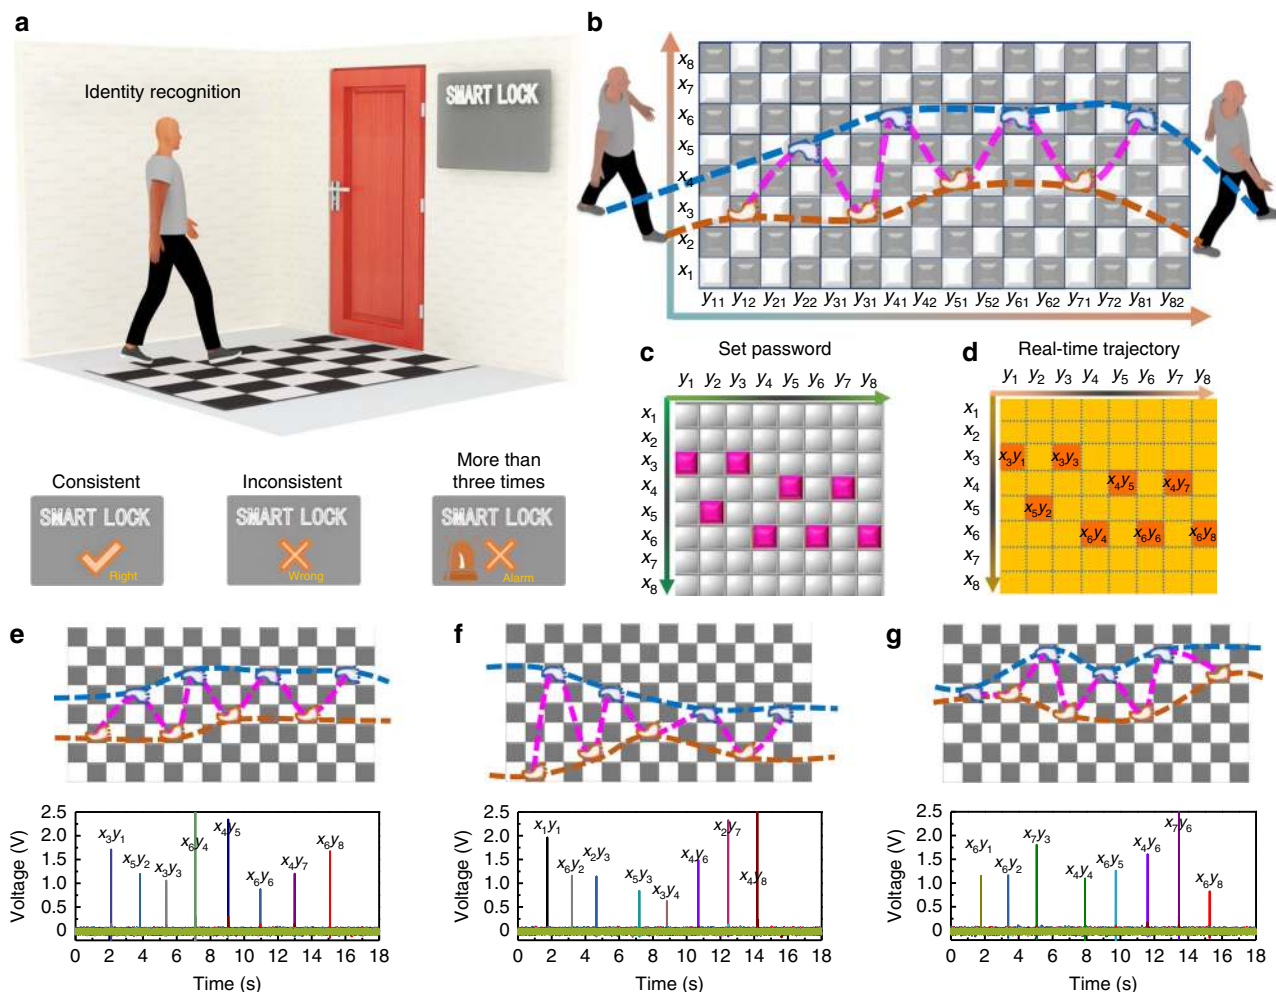 a
Identity recognition
SMART LOCK
Consistent
Inconsistent
More than
three times
SMART LOCK
Right
SMART LOCK
Wrong
SMART LOCK
Alarm
b
x8
x7
x6
x5
x4
x3
x2
x1
y11 y12 y21 y22 y31 y31 y41 y42 y51 y52 y61 y62 y71 y72 y81 y82
c
Set password
y1 y2 y3 y4 y5 y6 y7 y8
x1
x2
x3
x4
x5
x6
x7
x8
d
Real-time trajectory
y1 y2 y3 y4 y5 y6 y7 y8
x1
x2
x3 x3y1 x3y3
x4 x4y5 x4y7
x5 x5y2
x6 x6y4 x6y6 x6y8
x7
x8
e
2.5
2.0
1.5
1.0
0.5
0
Voltage (V)
x3y1 x5y2 x3y3 x6y4 x4y5 x6y6 x4y7 x6y8
0 2 4 6 8 10 12 14 16 18
Time (s)
f
2.5
2.0
1.5
1.0
0.5
0
Voltage (V)
x1y1 x6y2 x2y3 x5y3 x3y4 x4y6 x2y7 x4y8
0 2 4 6 8 10 12 14 16 18
Time (s)
g
2.5
2.0
1.5
1.0
0.5
0
Voltage (V)
x6y1 x6y2 x7y3 x4y4 x6y5 x4y6 x7y6 x6y8
0 2 4 6 8 10 12 14 16 18
Time (s)